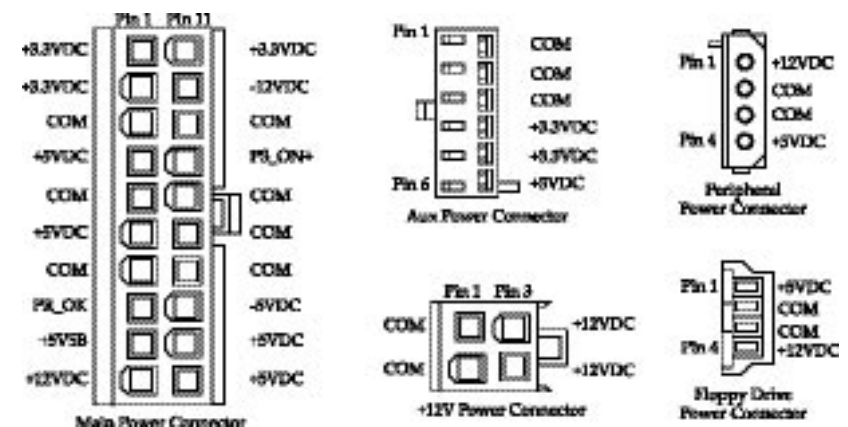 Pin 1 Pin 11
+3.3VDC +3.3VDC
+3.3VDC -12VDC
COM COM
+5VDC PS_ON+
COM COM
+5VDC COM
COM COM
PR_OK -5VDC
+5VSB +5VDC
+12VDC +5VDC
Main Power Connector
Pin 1
COM
COM
COM
+3.3VDC
+3.3VDC
Pin 6 +5VDC
Aux Power Connector
Pin 1 +12VDC
COM
COM
Pin 4 +5VDC
Peripheral
Power Connector
Pin 1 Pin 3
COM +12VDC
COM +12VDC
+12V Power Connector
Pin 1 +5VDC
COM
COM
Pin 4 +12VDC
Floppy Drive
Power Connector